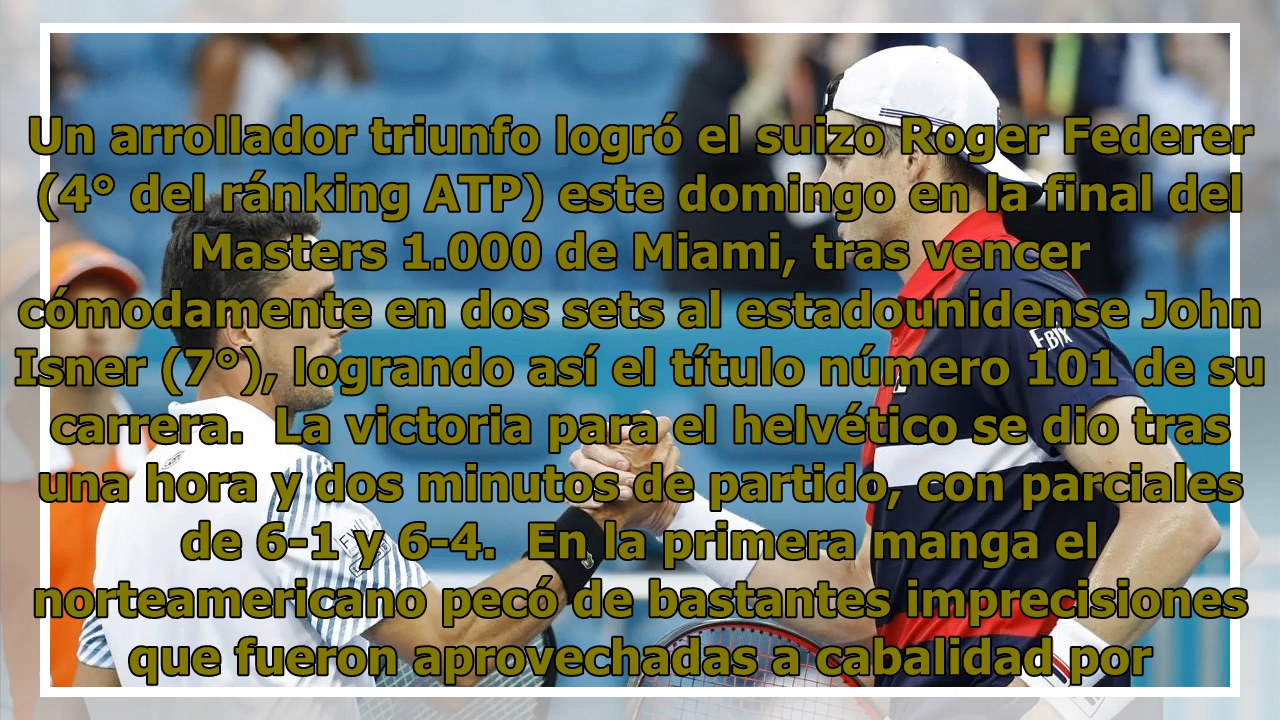 Un arrollador triunfo logró el suizo Roger Federer
(4° del ránking ATP) este domingo en la final del
Masters 1.000 de Miami, tras vencer
cómodamente en dos sets al estadounidense John
Isner (7°), logrando así el título número 101 de su
carrera.  La victoria para el helvético se dio tras
una hora y dos minutos de partido, con parciales
de 6-1 y 6-4.  En la primera manga el
norteamericano pecó de bastantes imprecisiones
que fueron aprovechadas a cabalidad por